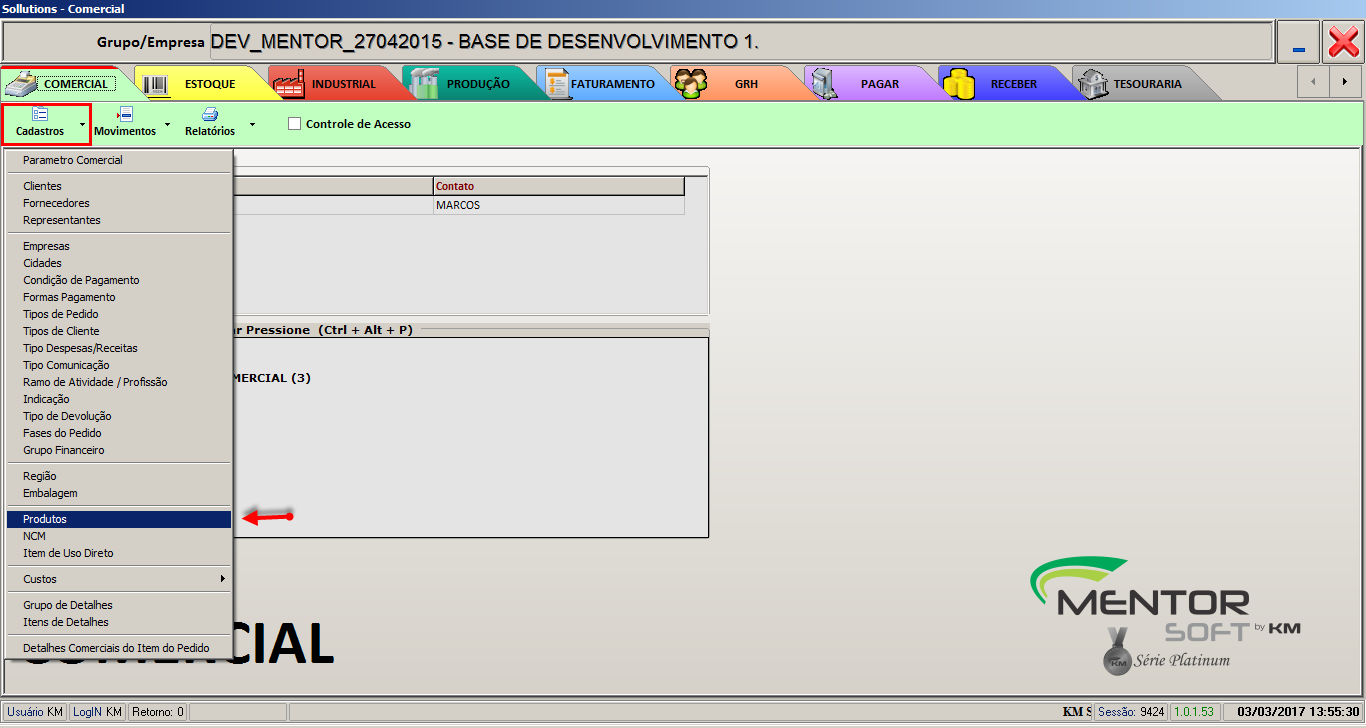 Sollutions - Comercial
Grupo/Empresa DEV_MENTOR_27042015 - BASE DE DESENVOLVIMENTO 1.
COMERCIAL ESTOQUE INDUSTRIAL PRODUÇÃO FATURAMENTO GRH PAGAR RECEBER TESOURARIA
Cadastros Movimentos Relatórios Controle de Acesso
Parametro Comercial
Clientes
Fornecedores
Representantes
Empresas
Cidades
Condição de Pagamento
Formas Pagamento
Tipos de Pedido
Tipos de Cliente
Tipo Despesas/Receitas
Tipo Comunicação
Ramo de Atividade / Profissão
Indicação
Tipo de Devolução
Fases do Pedido
Grupo Financeiro
Região
Embalagem
Produtos
NCM
Item de Uso Direto
Custos
Grupo de Detalhes
Itens de Detalhes
Detalhes Comerciais do Item do Pedido
Contato
MARCOS
r Pressione (Ctrl + Alt + P)
MERCIAL (3)
COMERCIAL
MENTOR
SOFT by KM
KM Série Platinum
Usuário KM LogIN KM Retorno: 0 KM S Sessão: 9424 1.0.1.53 03/03/2017 13:55:30